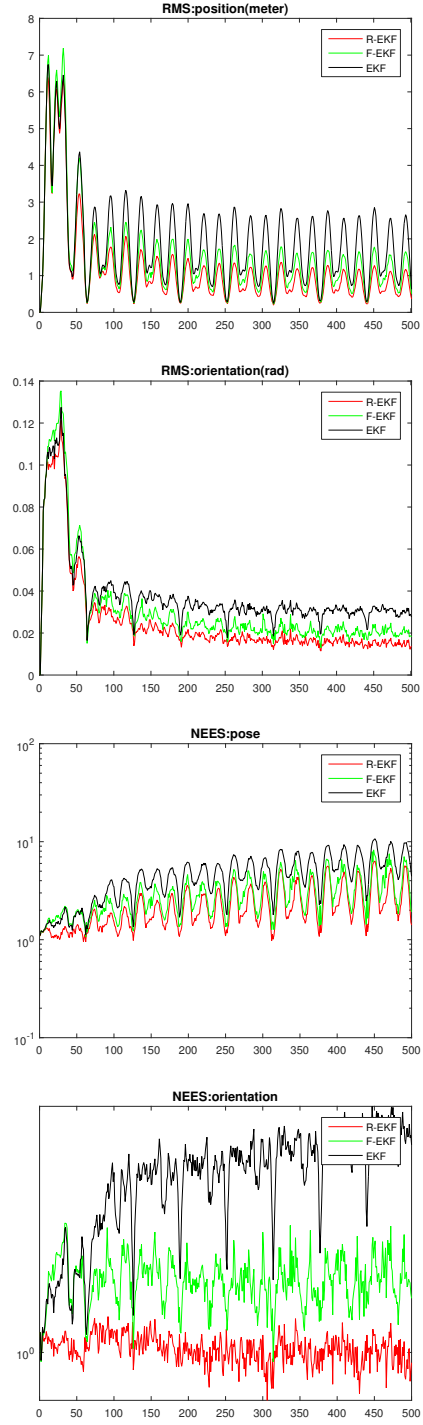 RMS:position(meter)
8
7
6
5
4
3
2
1
0
R-EKF
F-EKF
EKF
0 50 100 150 200 250 300 350 400 450 500
RMS:orientation(rad)
0.14
0.12
0.1
0.08
0.06
0.04
0.02
0
R-EKF
F-EKF
EKF
0 50 100 150 200 250 300 350 400 450 500
NEES:pose
10^2
10^1
10^0
10^-1
R-EKF
F-EKF
EKF
0 50 100 150 200 250 300 350 400 450 500
NEES:orientation
R-EKF
F-EKF
EKF
10^0
0 50 100 150 200 250 300 350 400 450 500